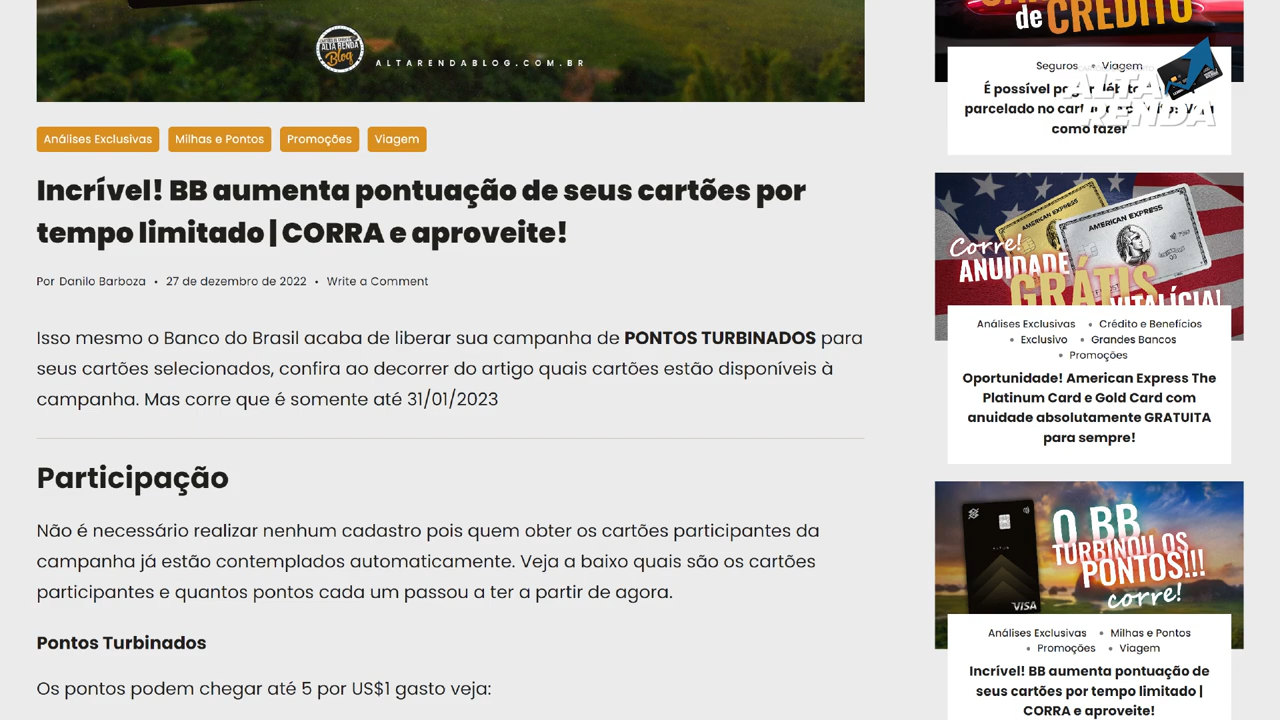 ALTA RENDA
Blog
ALTARENDABLOG.COM.BR
Análises Exclusivas
Milhas e Pontos
Promoções
Viagem
Incrível! BB aumenta pontuação de seus cartões por
tempo limitado | CORRA e aproveite!
Por Danilo Barboza • 27 de dezembro de 2022 • Write a Comment
Isso mesmo o Banco do Brasil acaba de liberar sua campanha de PONTOS TURBINADOS para
seus cartões selecionados, confira ao decorrer do artigo quais cartões estão disponíveis à
campanha. Mas corre que é somente até 31/01/2023
Participação
Não é necessário realizar nenhum cadastro pois quem obter os cartões participantes da
campanha já estão contemplados automaticamente. Veja a baixo quais são os cartões
participantes e quantos pontos cada um passou a ter a partir de agora.
Pontos Turbinados
Os pontos podem chegar até 5 por US$1 gasto veja:
de CRÉDITO
Seguros • Viagem
É possível
parcelado no
como fazer
ALTA
RENDA
AMERICAN EXPRESS
AMERICAN EXPRESS
Corre!
ANUIDADE
GRÁTIS
VITALÍCIA!
Análises Exclusivas • Crédito e Benefícios
• Exclusivo • Grandes Bancos
• Promoções
Oportunidade! American Express The
Platinum Card e Gold Card com
anuidade absolutamente GRATUITA
para sempre!
O BB
TURBINOU OS
PONTOS!!!
corre!
VISA
Análises Exclusivas • Milhas e Pontos
• Promoções • Viagem
Incrível! BB aumenta pontuação de
seus cartões por tempo limitado |
CORRA e aproveite!